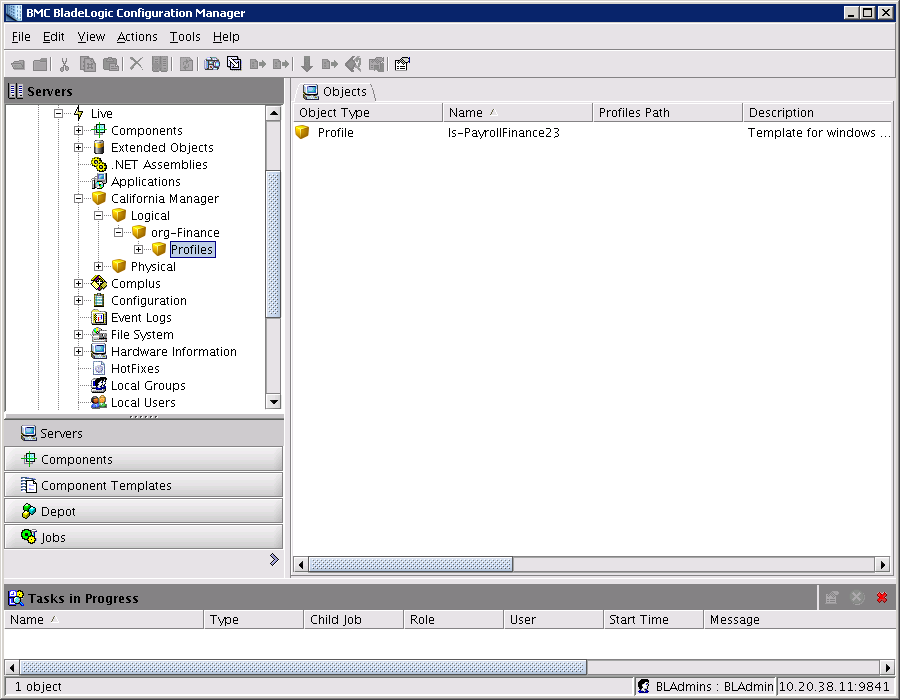 BMC BladeLogic Configuration Manager
File Edit View Actions Tools Help
Servers
Live
Components
Extended Objects
.NET Assemblies
Applications
California Manager
Logical
org-Finance
Profiles
Physical
Complus
Configuration
Event Logs
File System
Hardware Information
HotFixes
Local Groups
Local Users
Servers
Components
Component Templates
Depot
Jobs
Objects
Object Type Name Profiles Path Description
Profile ls-PayrollFinance23 Template for windows ...
Tasks in Progress
Name Type Child Job Role User Start Time Message
1 object BLAdmins : BLAdmin 10.20.38.11:9841